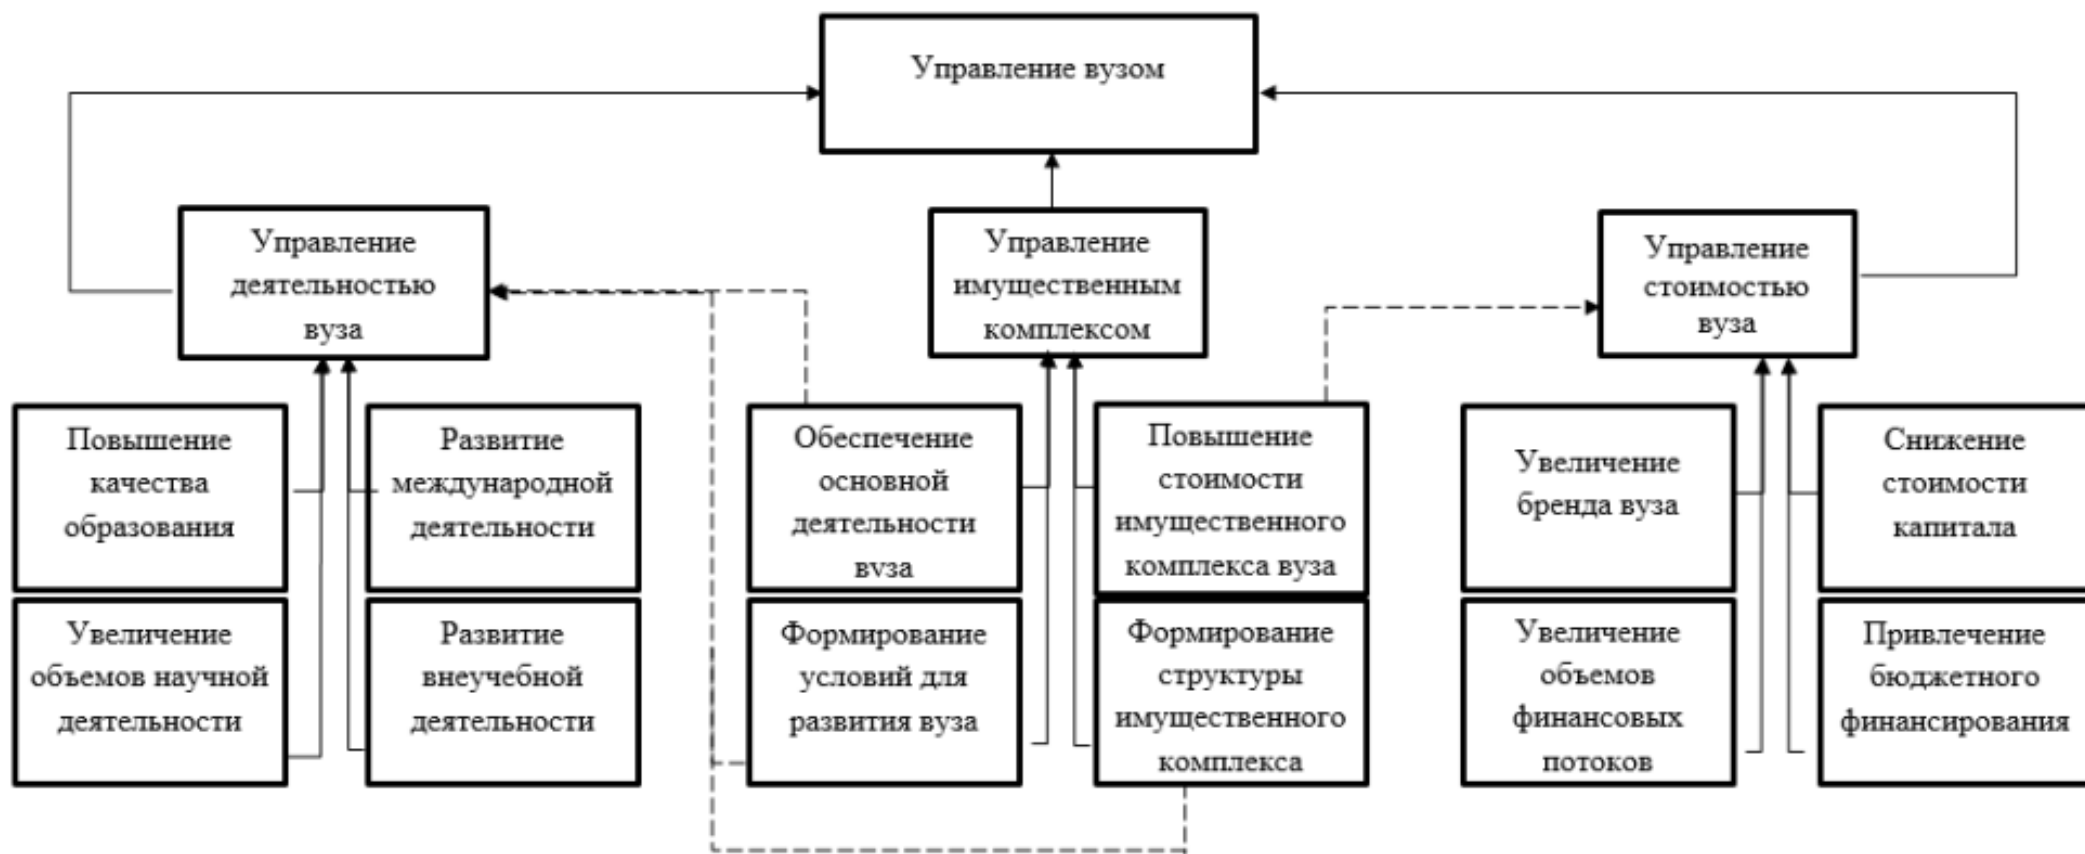 Управление вузом
Управление
деятельностью
вуза
Управление
имущественным
комплексом
Управление
стоимостью
вуза
Повышение
качества
образования
Развитие
международной
деятельности
Обеспечение
основной
деятельности
вуза
Повышение
стоимости
имущественного
комплекса вуза
Увеличение
бренда вуза
Снижение
стоимости
капитала
Увеличение
объемов научной
деятельности
Развитие
внеучебной
деятельности
Формирование
условий для
развития вуза
Формирование
структуры
имущественного
комплекса
Увеличение
объемов
финансовых
потоков
Привлечение
бюджетного
финансирования